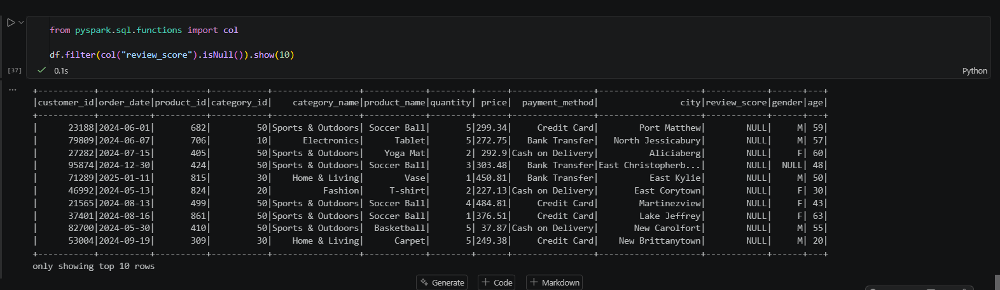 from pyspark.sql.functions import col
df.filter(col("review_score").isNull()).show(10)
[37] 0.1s Python
+-----------+----------+----------+-----------+-----------------+------------+--------+------+----------------+--------------------+------------+------+---+
|customer_id|order_date|product_id|category_id|    category_name|product_name|quantity| price|  payment_method|                city|review_score|gender|age|
+-----------+----------+----------+-----------+-----------------+------------+--------+------+----------------+--------------------+------------+------+---+
|      23188|2024-06-01|       682|         50|Sports & Outdoors| Soccer Ball|       5|299.34|     Credit Card|        Port Matthew|        NULL|     M| 59|
|      79809|2024-06-07|       706|         10|      Electronics|      Tablet|       5|272.75|   Bank Transfer|   North Jessicabury|        NULL|     M| 57|
|      27282|2024-07-15|       405|         50|Sports & Outdoors|    Yoga Mat|       2| 292.9|Cash on Delivery|          Aliciaberg|        NULL|     F| 60|
|      95874|2024-12-30|       424|         50|Sports & Outdoors| Soccer Ball|       3|303.48|   Bank Transfer|East Christopherb...|        NULL|  NULL| 48|
|      71289|2025-01-11|       815|         30|    Home & Living|        Vase|       1|450.81|   Bank Transfer|          East Kylie|        NULL|     M| 50|
|      46992|2024-05-13|       824|         20|          Fashion|     T-shirt|       2|227.13|Cash on Delivery|       East Corytown|        NULL|     F| 30|
|      21565|2024-08-13|       499|         50|Sports & Outdoors| Soccer Ball|       4|484.81|     Credit Card|        Martinezview|        NULL|     F| 43|
|      37401|2024-08-16|       861|         50|Sports & Outdoors| Soccer Ball|       1|376.51|     Credit Card|        Lake Jeffrey|        NULL|     F| 63|
|      82700|2024-05-30|       410|         50|Sports & Outdoors|  Basketball|       5| 37.87|Cash on Delivery|       New Carolfort|        NULL|     M| 55|
|      53004|2024-09-19|       309|         30|    Home & Living|      Carpet|       5|249.38|     Credit Card|    New Brittanytown|        NULL|     M| 20|
+-----------+----------+----------+-----------+-----------------+------------+--------+------+----------------+--------------------+------------+------+---+
only showing top 10 rows
Generate + Code + Markdown